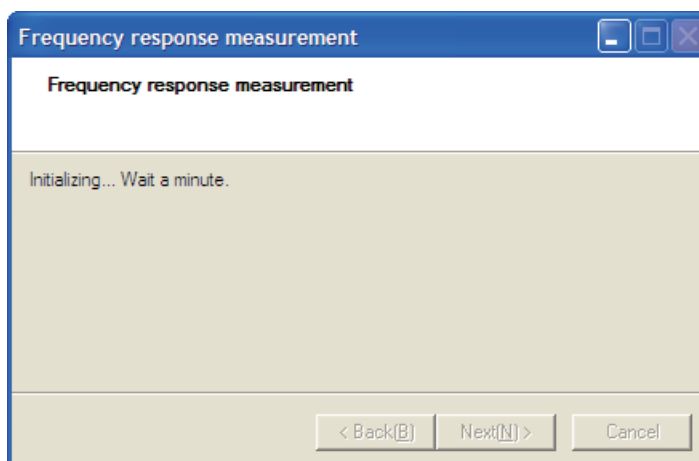 Frequency response measurement
Frequency response measurement
Initializing... Wait a minute.
< Back(B) Next(N) > Cancel